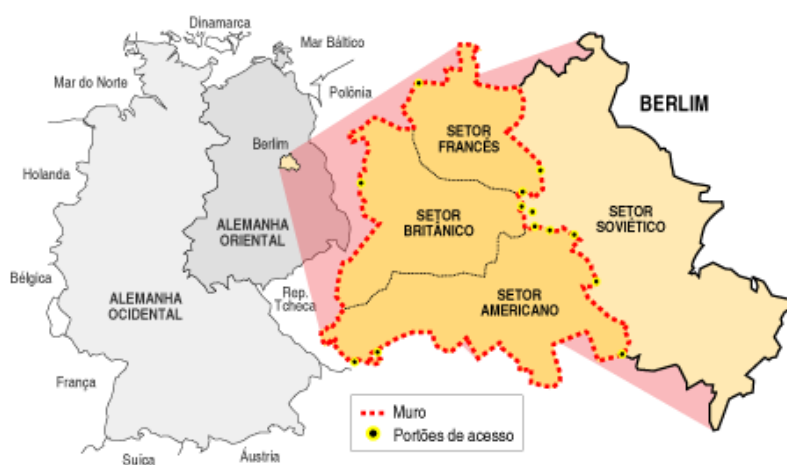 Dinamarca
Mar Báltico
Mar do Norte
Polônia
Berlim
Holanda
ALEMANHA
ORIENTAL
Bélgica
ALEMANHA
OCIDENTAL
Rep.
Tcheca
França
Suíça
Áustria
BERLIM
SETOR
FRANCÊS
SETOR
BRITÂNICO
SETOR
SOVIÉTICO
SETOR
AMERICANO
Muro
Portões de acesso